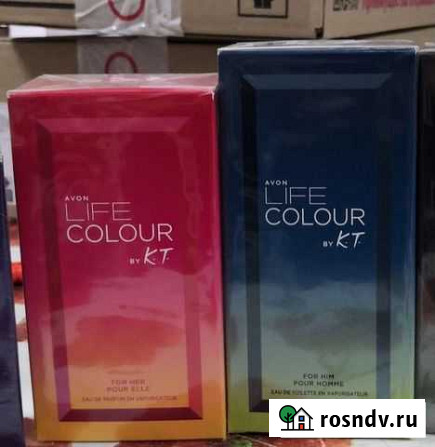 AVON
LIFE
COLOUR
BY K.T.
FOR HER
POUR ELLE
EAU DE PARFUM EN VAPORISATEUR
AVON
LIFE
COLOUR
BY K.T.
FOR HIM
POUR HOMME
EAU DE TOILETTE EN VAPORISATEUR
rosndv.ru